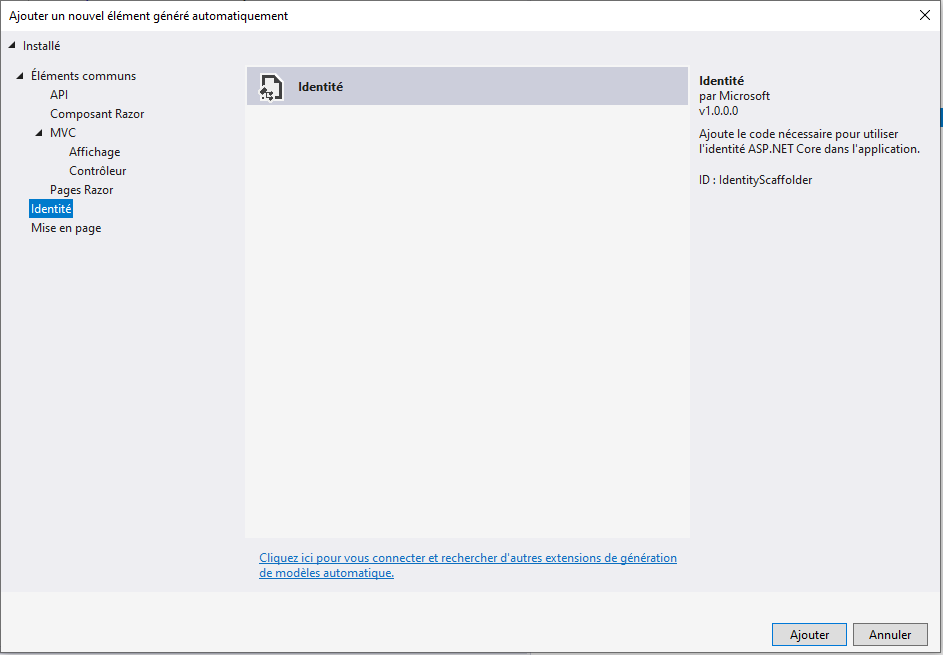 Ajouter un nouvel élément généré automatiquement
Installé
Éléments communs
API
Composant Razor
MVC
Affichage
Contrôleur
Pages Razor
Identité
Mise en page
Identité
Identité
par Microsoft
v1.0.0.0
Ajoute le code nécessaire pour utiliser
l'identité ASP.NET Core dans l'application.
ID : IdentityScaffolder
Cliquez ici pour vous connecter et rechercher d'autres extensions de génération
de modèles automatique.
Ajouter
Annuler